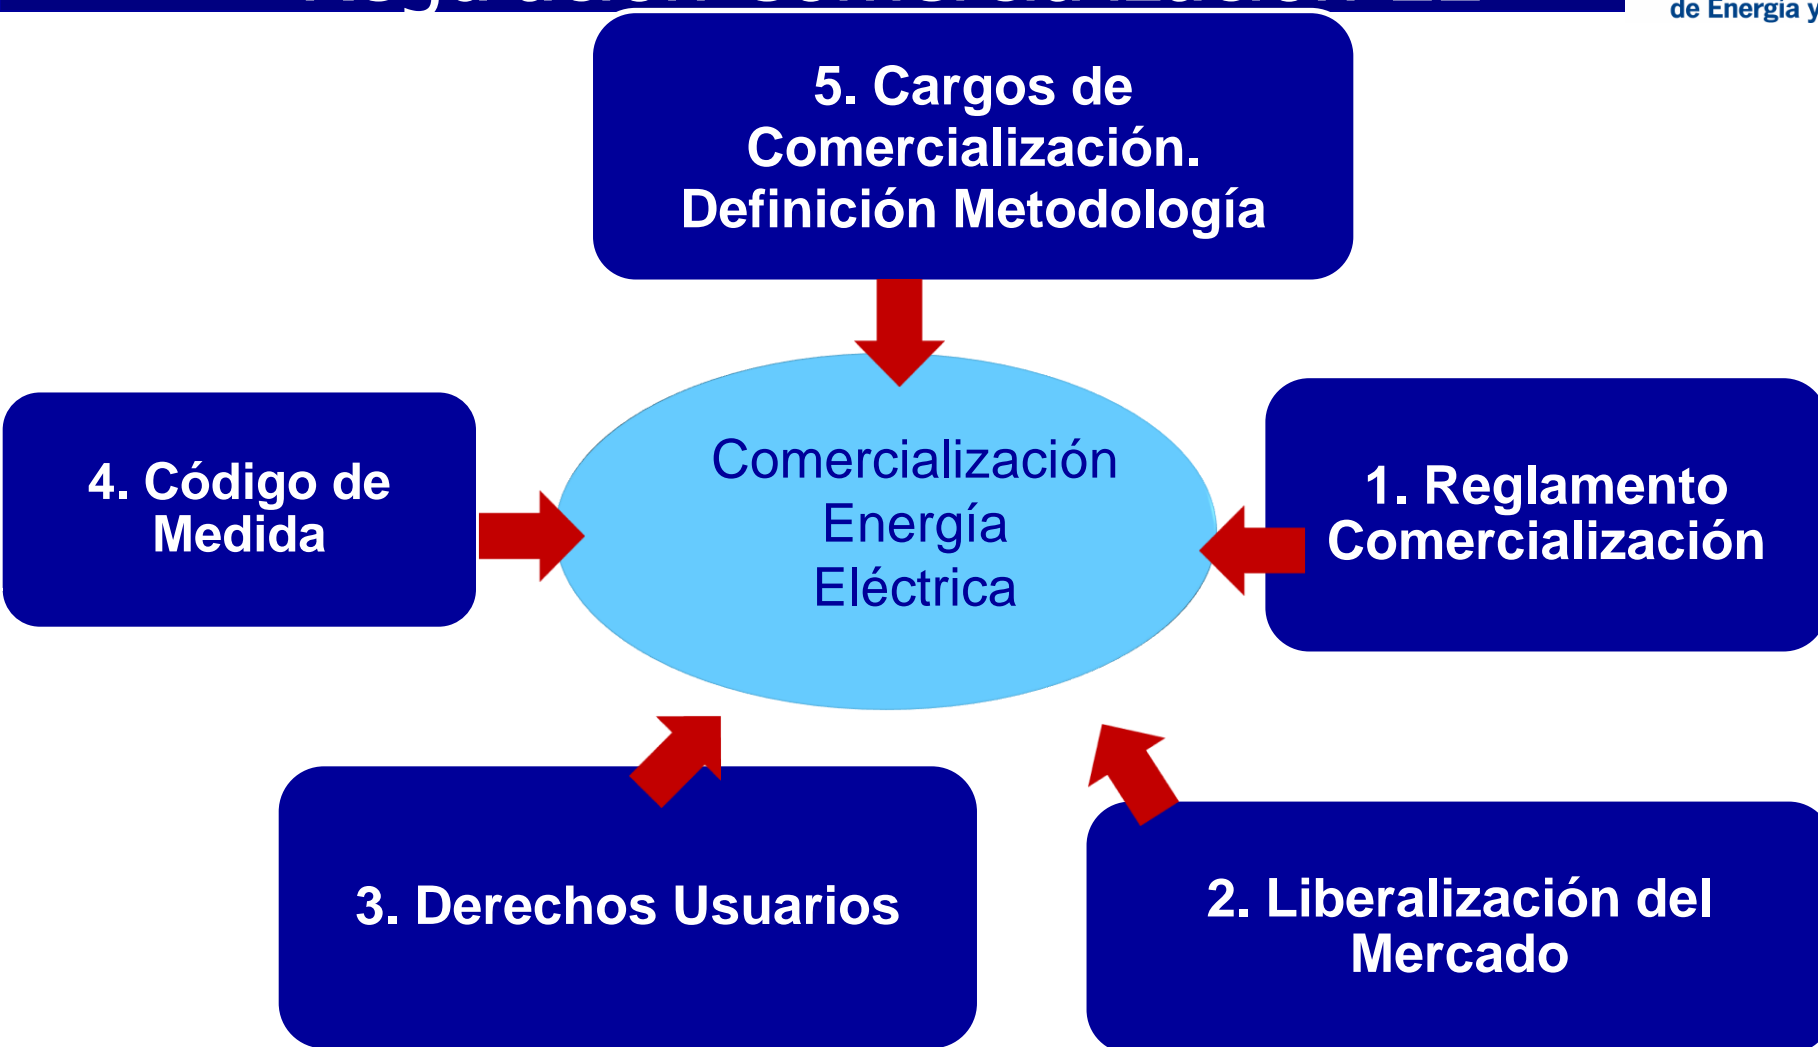 de Energía y
5. Cargos de
Comercialización.
Definición Metodología
Comercialización
Energía
Eléctrica
4. Código de
Medida
1. Reglamento
Comercialización
3. Derechos Usuarios
2. Liberalización del
Mercado